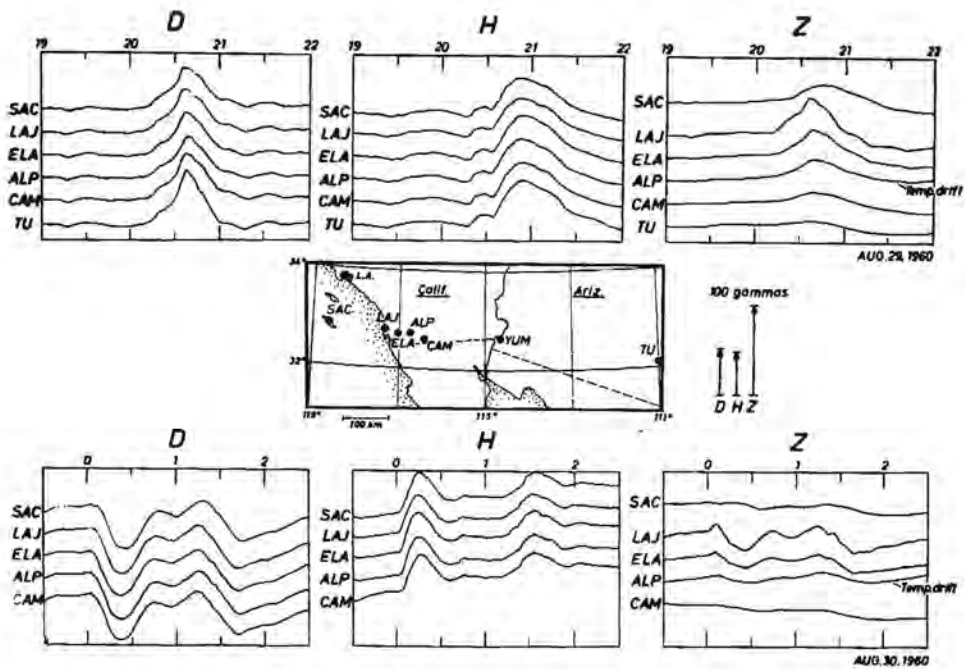 D H Z
19 20 21 22 19 20 21 22 19 20 21 22
SAC SAC SAC
LAJ LAJ LAJ
ELA ELA ELA
ALP ALP ALP
Temp.drift
CAM CAM CAM
TU TU TU
AUG.29,1960
34°
L.A.
Calif.
Ariz.
100 gammas
SAC
LAJ
ALP
ELA
CAM
YUM
TU
32°
115°
111°
100 km
D H Z
D H Z
0 1 2 0 1 2 0 1 2
SAC SAC SAC
LAJ LAJ LAJ
ELA ELA ELA
ALP ALP ALP
Temp.drift
CAM CAM CAM
AUG.30,1960